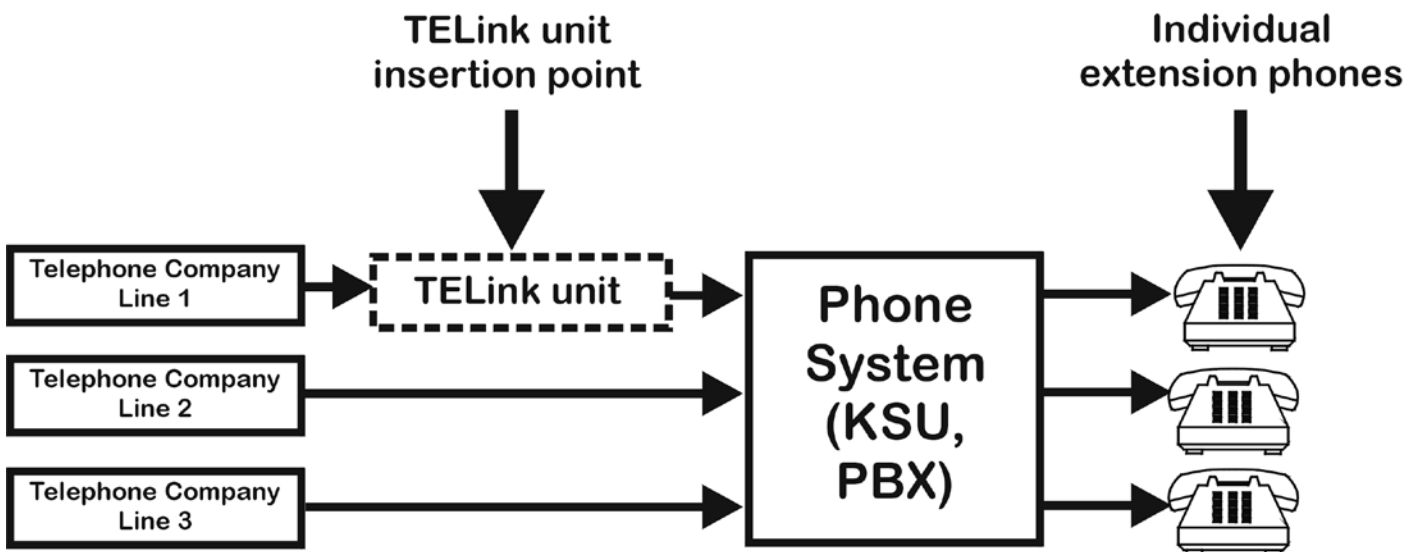 TELink unit
insertion point
Individual
extension phones
Telephone Company
Line 1
TELink unit
Telephone Company
Line 2
Telephone Company
Line 3
Phone
System
(KSU,
PBX)